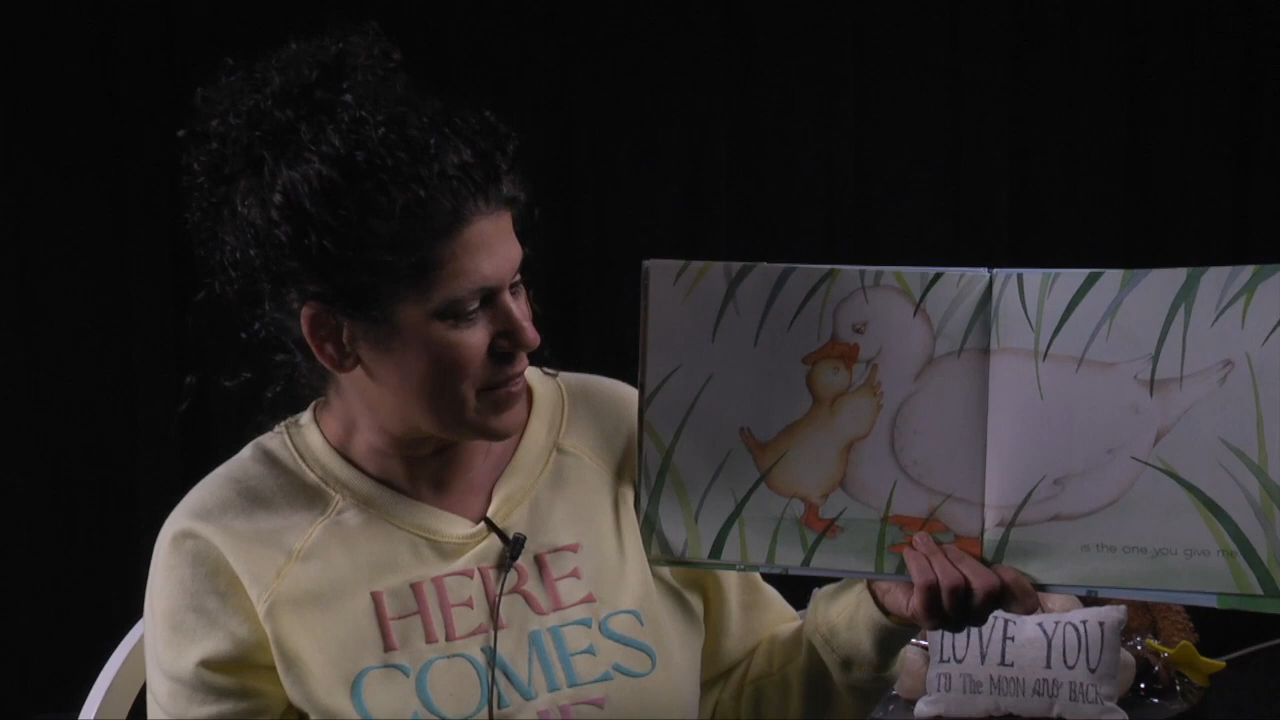 HERE
COMES
is the one you give me
LOVE YOU
TO The MOON AND BACK